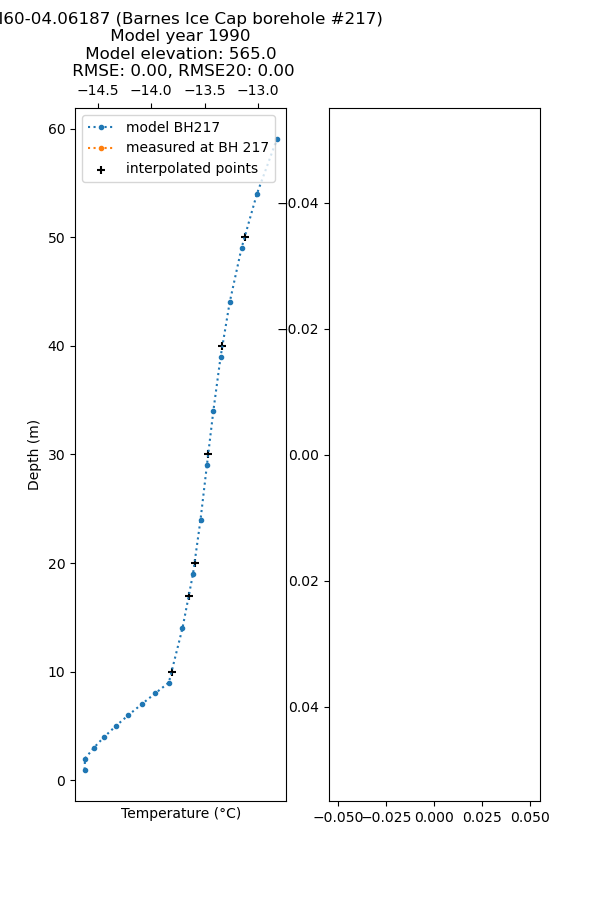 l60-04.06187 (Barnes Ice Cap borehole #217)
Model year 1990
Model elevation: 565.0
RMSE: 0.00, RMSE20: 0.00
−14.5 −14.0 −13.5 −13.0
model BH217
measured at BH 217
interpolated points
60
50
40
30
20
10
0
Depth (m)
Temperature (°C)
−0.04
−0.02
0.00
0.02
0.04
−0.050 −0.025 0.000 0.025 0.050